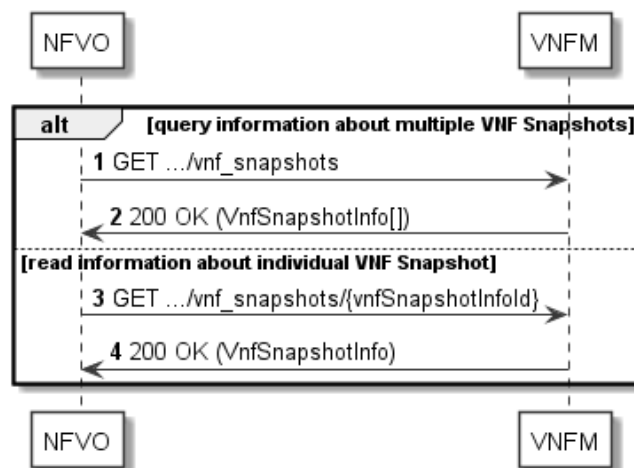 NFVO VNFM
alt [query information about multiple VNF Snapshots]
1 GET .../vnf_snapshots
2 200 OK (VnfSnapshotInfo[])
[read information about individual VNF Snapshot]
3 GET .../vnf_snapshots/{vnfSnapshotInfoId}
4 200 OK (VnfSnapshotInfo)
NFVO VNFM